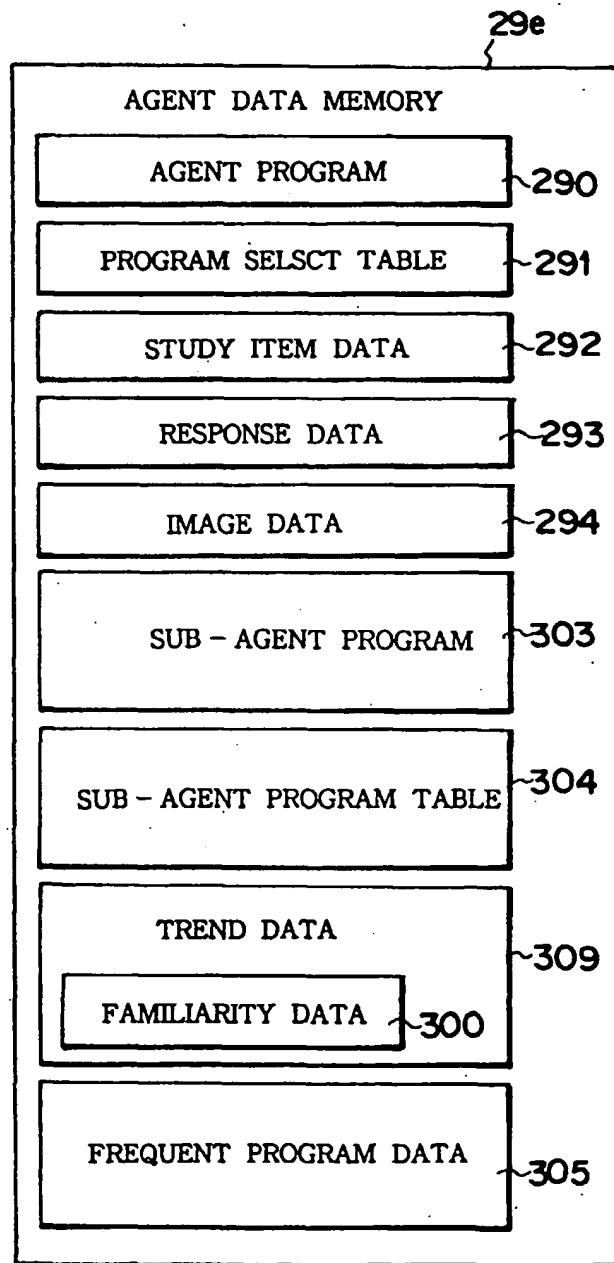 29e
AGENT DATA MEMORY
AGENT PROGRAM 290
PROGRAM SELSCT TABLE 291
STUDY ITEM DATA 292
RESPONSE DATA 293
IMAGE DATA 294
SUB-AGENT PROGRAM 303
SUB-AGENT PROGRAM TABLE 304
TREND DATA 309
FAMILIARITY DATA 300
FREQUENT PROGRAM DATA 305